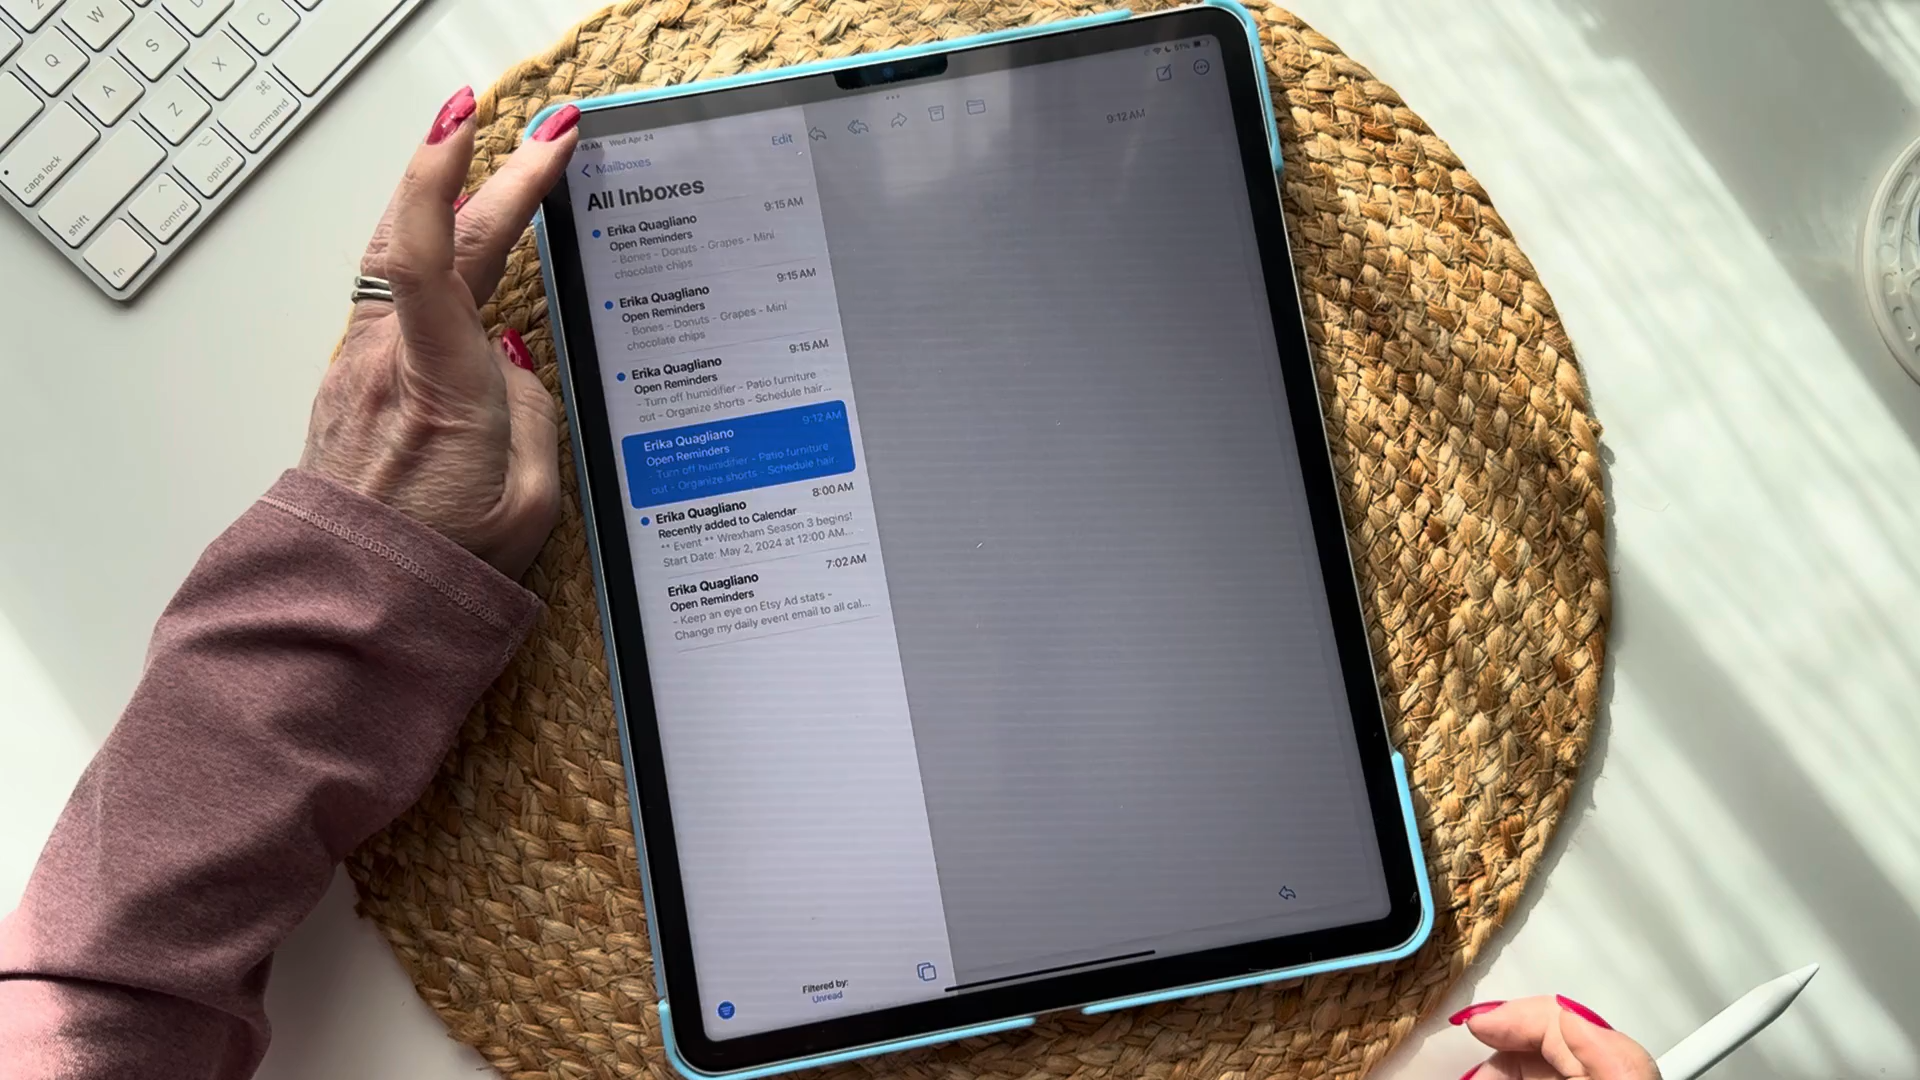 Q
W
A
S
Z
X
C
caps lock
shift
fn
control
option
⌘
command
:15 AM Wed Apr 24
51%
Mailboxes
Edit
9:12 AM
All Inboxes
Erika Quagliano 9:15 AM
Open Reminders
- Bones - Donuts - Grapes - Mini
chocolate chips
Erika Quagliano 9:15 AM
Open Reminders
- Bones - Donuts - Grapes - Mini
chocolate chips
Erika Quagliano 9:15 AM
Open Reminders
- Turn off humidifier - Patio furniture
out - Organize shorts - Schedule hair...
Erika Quagliano 9:12 AM
Open Reminders
- Turn off humidifier - Patio furniture
out - Organize shorts - Schedule hair...
Erika Quagliano 8:00 AM
Recently added to Calendar
** Event ** Wrexham Season 3 begins!
Start Date: May 2, 2024 at 12:00 AM...
Erika Quagliano 7:02 AM
Open Reminders
- Keep an eye on Etsy Ad stats -
Change my daily event email to all cal...
Filtered by:
Unread